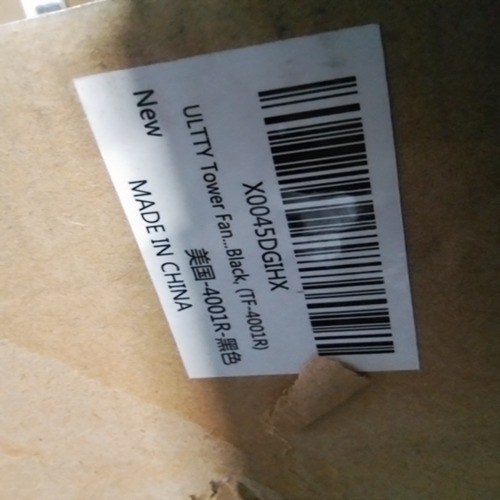 X0045DGIHX
ULTTY Tower Fan...Black, (TF-4001R)
美国-4001R-黑色
New
MADE IN CHINA